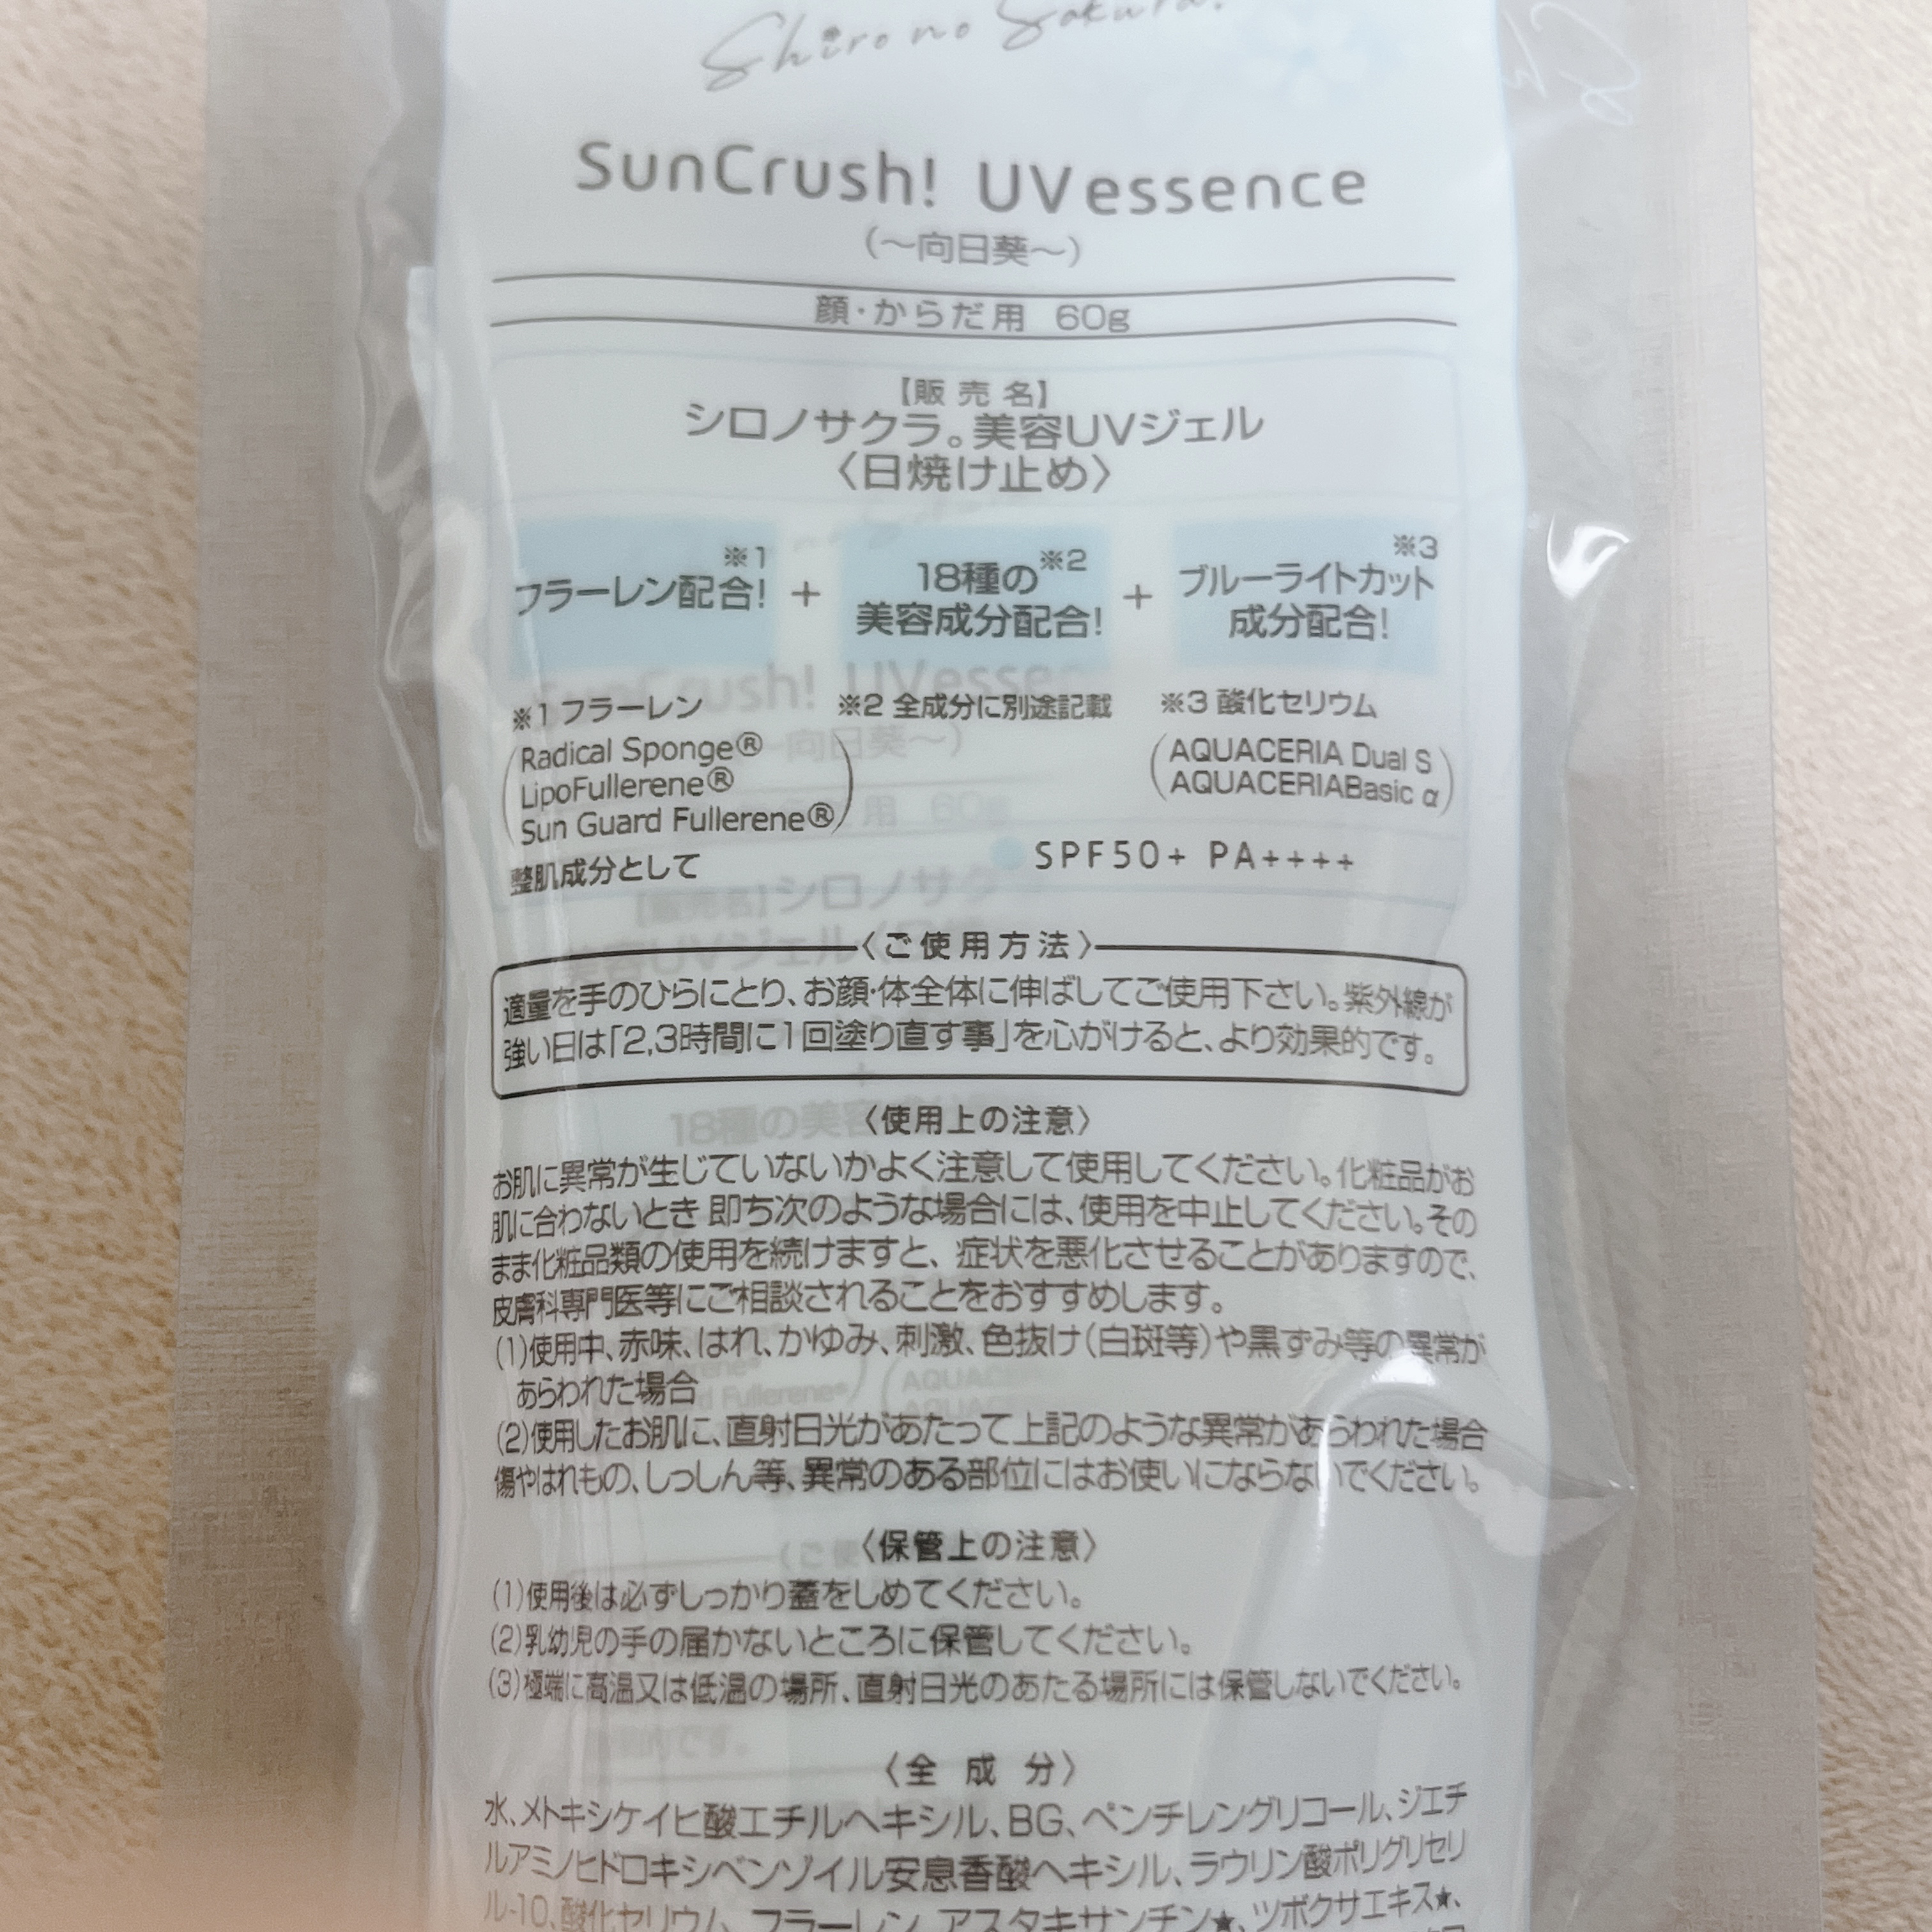 Shiro no Sakura.
SunCrush! UVessence
(～向日葵～)
顔・からだ用 60g
【販売名】
シロノサクラ。美容UVジェル
〈日焼け止め〉
フラーレン配合!※1 + 18種の※2 + ブルーライトカット※3
美容成分配合! 成分配合!
※1 フラーレン ※2 全成分に別途記載 ※3 酸化セリウム
(Radical Sponge®
LipoFullerene®
Sun Guard Fullerene®)
(AQUACERIA Dual S
AQUACERIABasic α)
整肌成分として
SPF50+ PA++++
〈ご使用方法〉
適量を手のひらにとり、お顔・体全体に伸ばしてご使用下さい。紫外線が
強い日は「2,3時間に1回塗り直す事」を心がけると、より効果的です。
〈使用上の注意〉
お肌に異常が生じていないかよく注意して使用してください。化粧品がお
肌に合わないとき 即ち次のような場合には、使用を中止してください。その
まま化粧品類の使用を続けますと、症状を悪化させることがありますので、
皮膚科専門医等にご相談されることをおすすめします。
(1)使用中、赤味、はれ、かゆみ、刺激、色抜け(白斑等)や黒ずみ等の異常が
あらわれた場合
(2)使用したお肌に、直射日光があたって上記のような異常があらわれた場合
傷やはれもの、しっしん等、異常のある部位にはお使いにならないでください。
〈保管上の注意〉
(1)使用後は必ずしっかり蓋をしめてください。
(2)乳幼児の手の届かないところに保管してください。
(3)極端に高温又は低温の場所、直射日光のあたる場所には保管しないでください。
〈全成分〉
水、メトキシケイヒ酸エチルヘキシル、BG、ペンチレングリコール、ジエチ
ルアミノヒドロキシベンゾイル安息香酸ヘキシル、ラウリン酸ポリグリセリ
ル-10、酸化セリウム、フラーレン、アスタキサンチン★、ツボクサエキス★、